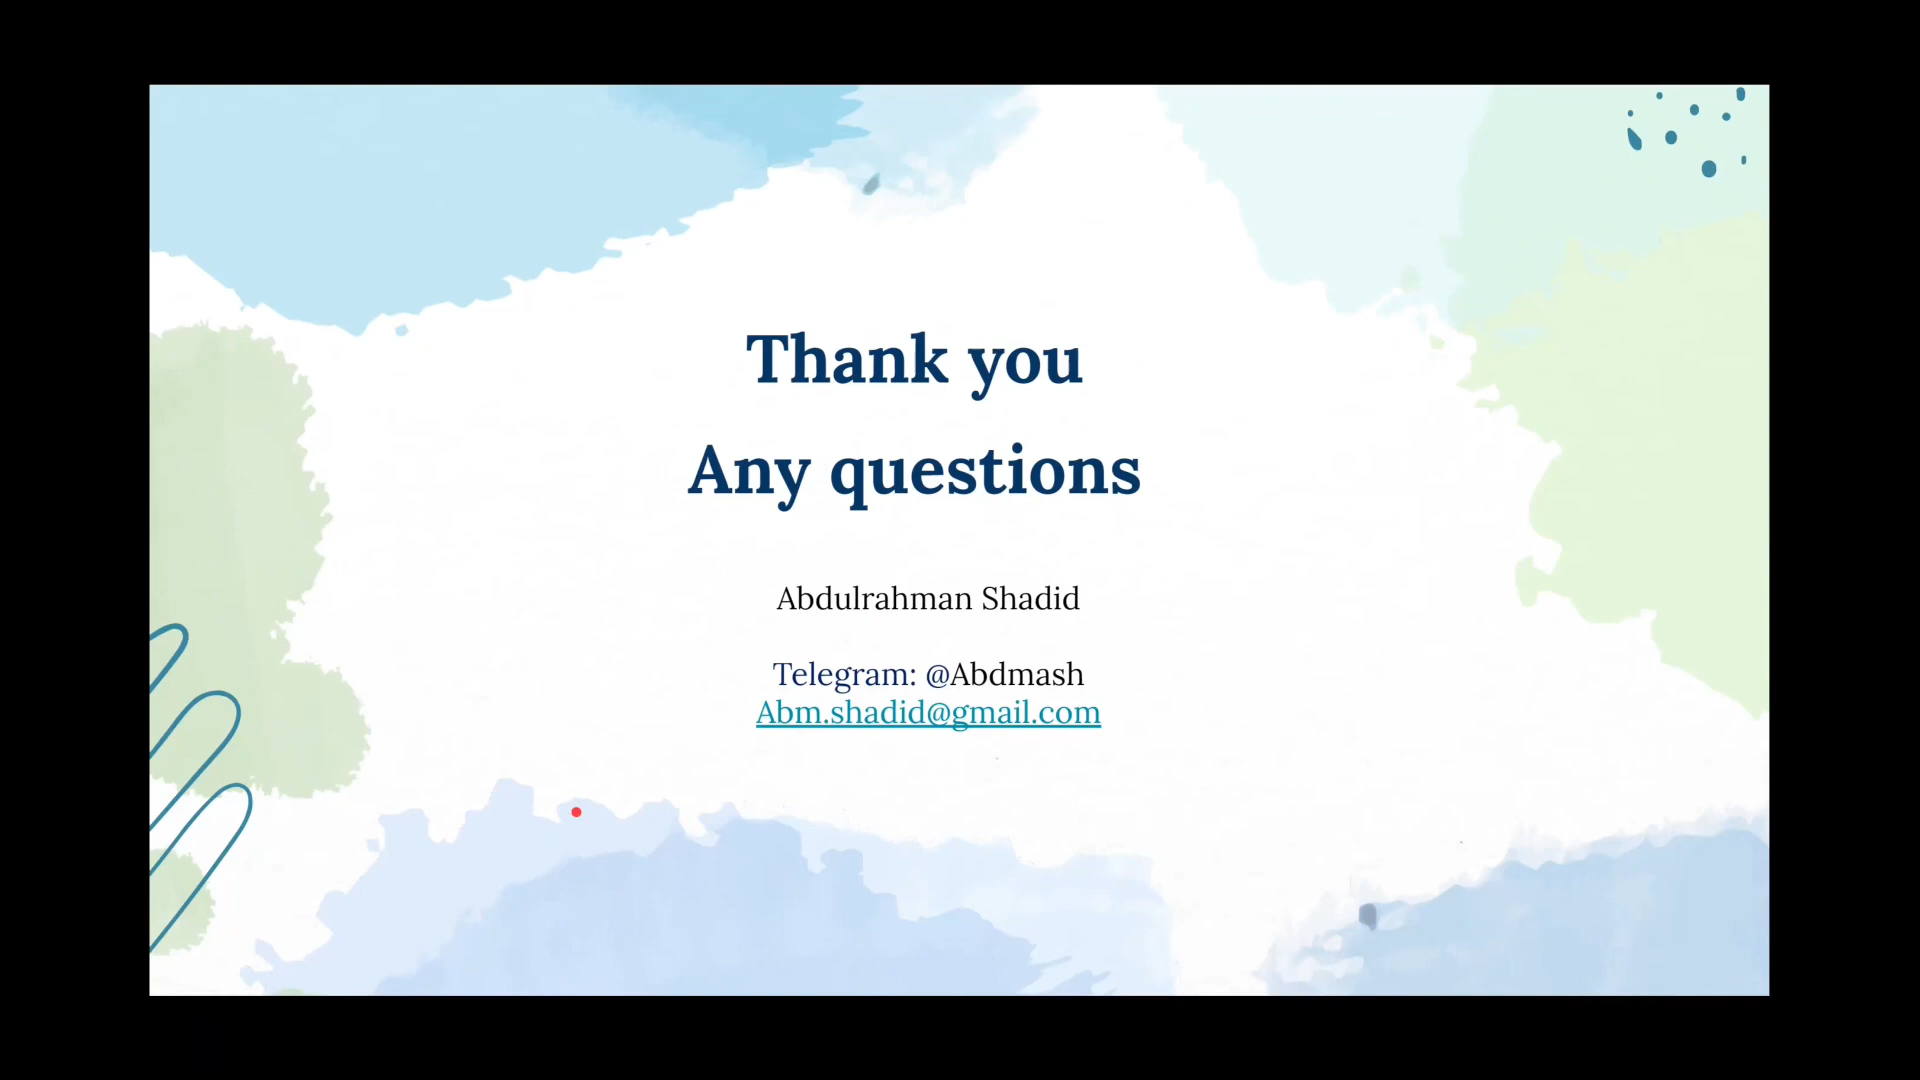 Thank you
Any questions
Abdulrahman Shadid
Telegram: @Abdmash
Abm.shadid@gmail.com